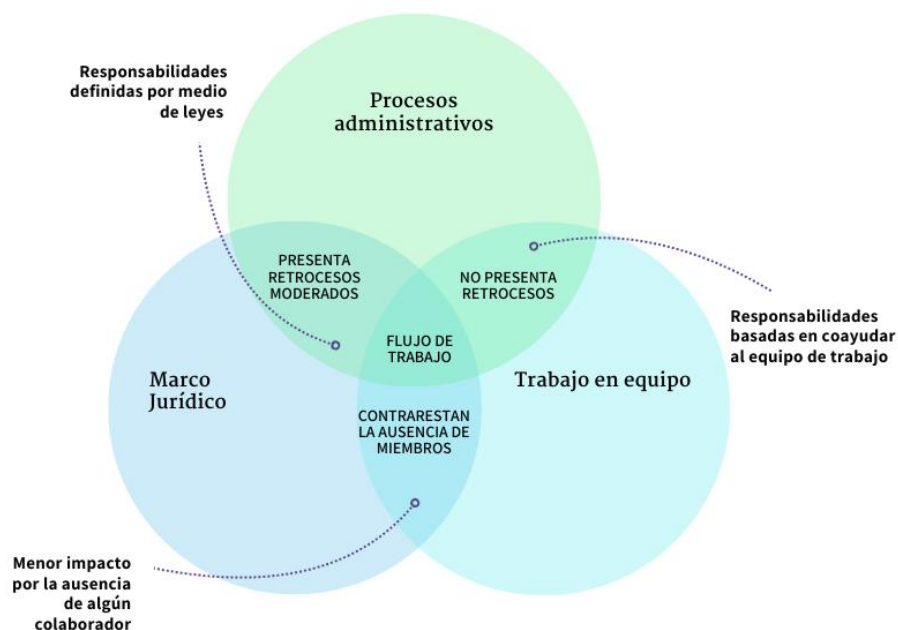 Responsabilidades
definidas por medio
de leyes
Procesos
administrativos
PRESENTA
RETROCESOS
MODERADOS
NO PRESENTA
RETROCESOS
Responsabilidades
basadas en coayudar
al equipo de trabajo
FLUJO DE
TRABAJO
Marco
Jurídico
Trabajo en equipo
CONTRARESTAN
LA AUSENCIA DE
MIEMBROS
Menor impacto
por la ausencia
de algún
colaborador